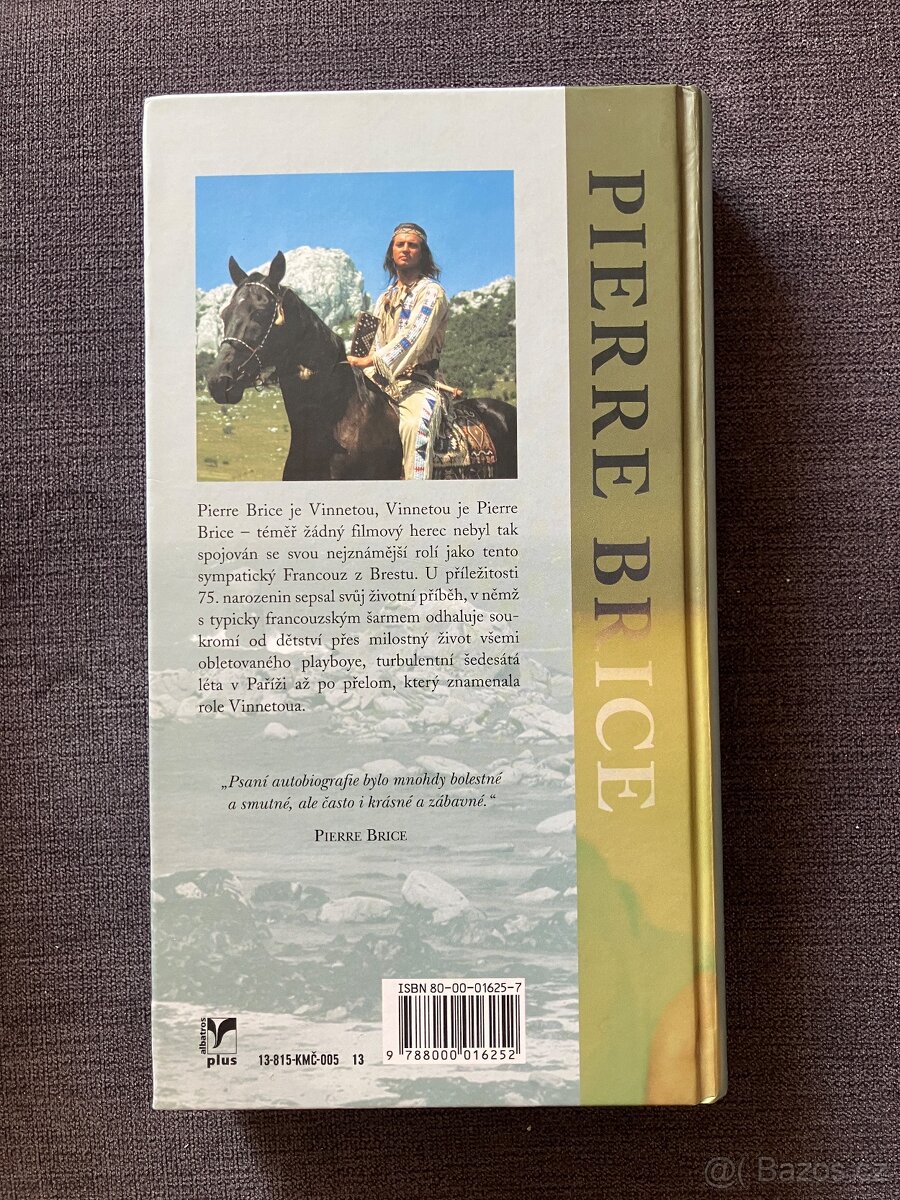 PIERRE BRICE
Pierre Brice je Vinnetou, Vinnetou je Pierre
Brice – téměř žádný filmový herec nebyl tak
spojován se svou nejznámější rolí jako tento
sympatický Francouz z Brestu. U příležitosti
75. narozenin sepsal svůj životní příběh, v němž
s typicky francouzským šarmem odhaluje sou-
kromí od dětství přes milostný život všemi
obletovaného playboye, turbulentní šedesátá
léta v Paříži až po přelom, který znamenala
role Vinnetoua.
„Psaní autobiografie bylo mnohdy bolestné
a smutné, ale často i krásné a zábavné.“
PIERRE BRICE
ISBN 80-00-01625-7
9 788000 016252
albatros
plus
13-815-KMČ-005 13
@( Bazos.cz